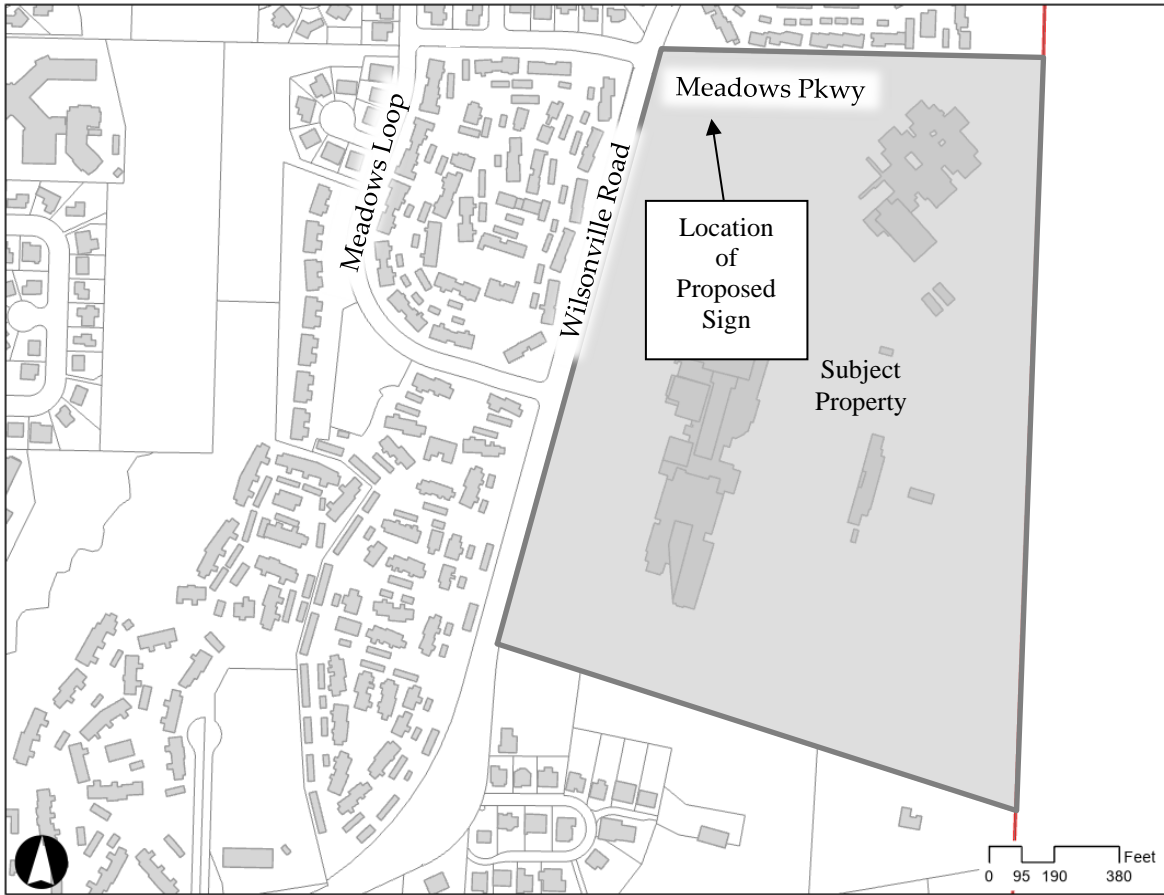 Meadows Pkwy
Meadows Loop
Wilsonville Road
Location
of
Proposed
Sign
Subject
Property
Feet
0 95 190 380